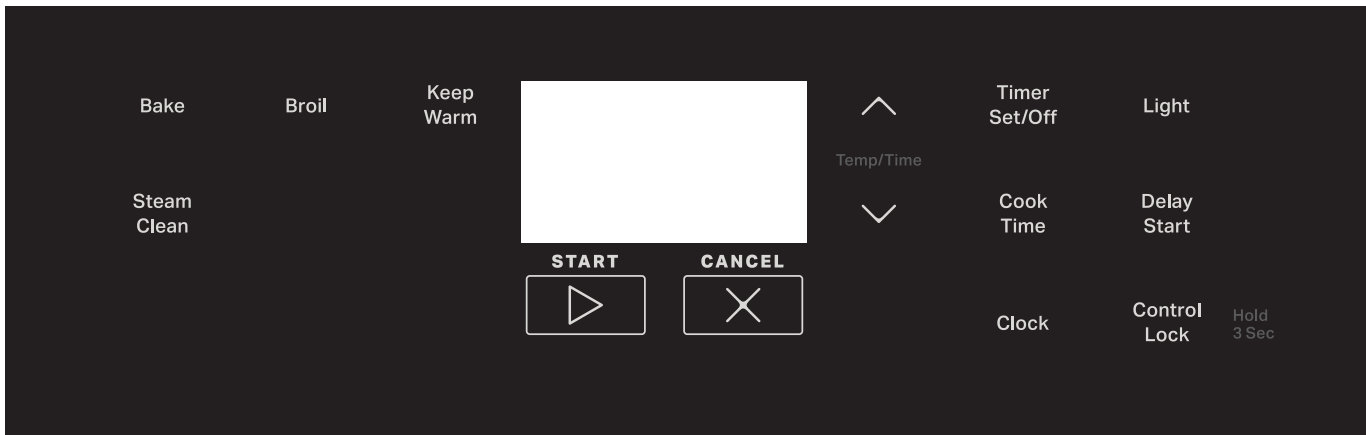 Bake
Broil
Keep
Warm
Steam
Clean
START
CANCEL
Temp/Time
Timer
Set/Off
Light
Cook
Time
Delay
Start
Clock
Control
Lock
Hold
3 Sec